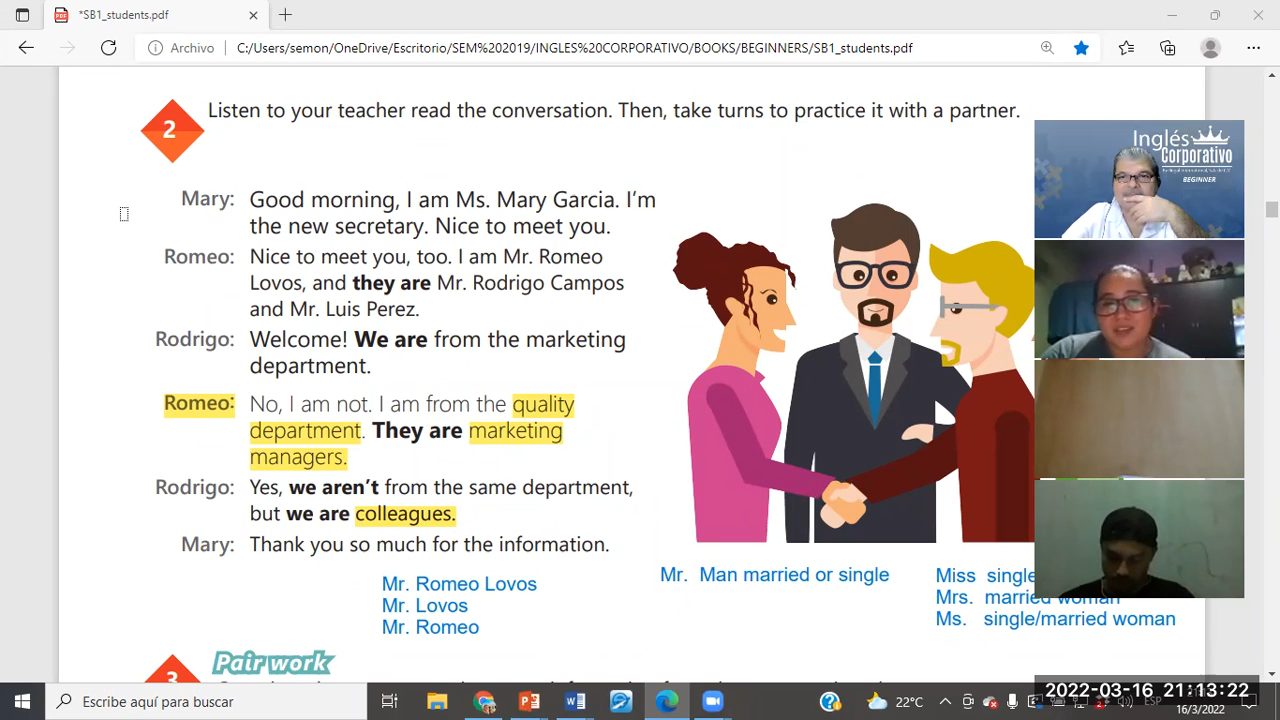 *SB1_students.pdf
Archivo
C:/Users/semon/OneDrive/Escritorio/SEM%202019/INGLES%20CORPORATIVO/BOOKS/BEGINNERS/SB1_students.pdf
2
Listen to your teacher read the conversation. Then, take turns to practice it with a partner.
Mary: Good morning, I am Ms. Mary Garcia. I'm
the new secretary. Nice to meet you.
Romeo: Nice to meet you, too. I am Mr. Romeo
Lovos, and they are Mr. Rodrigo Campos
and Mr. Luis Perez.
Rodrigo: Welcome! We are from the marketing
department.
Romeo: No, I am not. I am from the quality
department. They are marketing
managers.
Rodrigo: Yes, we aren't from the same department,
but we are colleagues.
Mary: Thank you so much for the information.
Mr. Romeo Lovos
Mr. Lovos
Mr. Romeo
Mr. Man married or single
Miss single
Mrs. married woman
Ms. single/married woman
Inglés
Corporativo
BEGINNER
3
Pair work
Escribe aquí para buscar
22°C
ESP
2022-03-16 21:13:22
16/3/2022